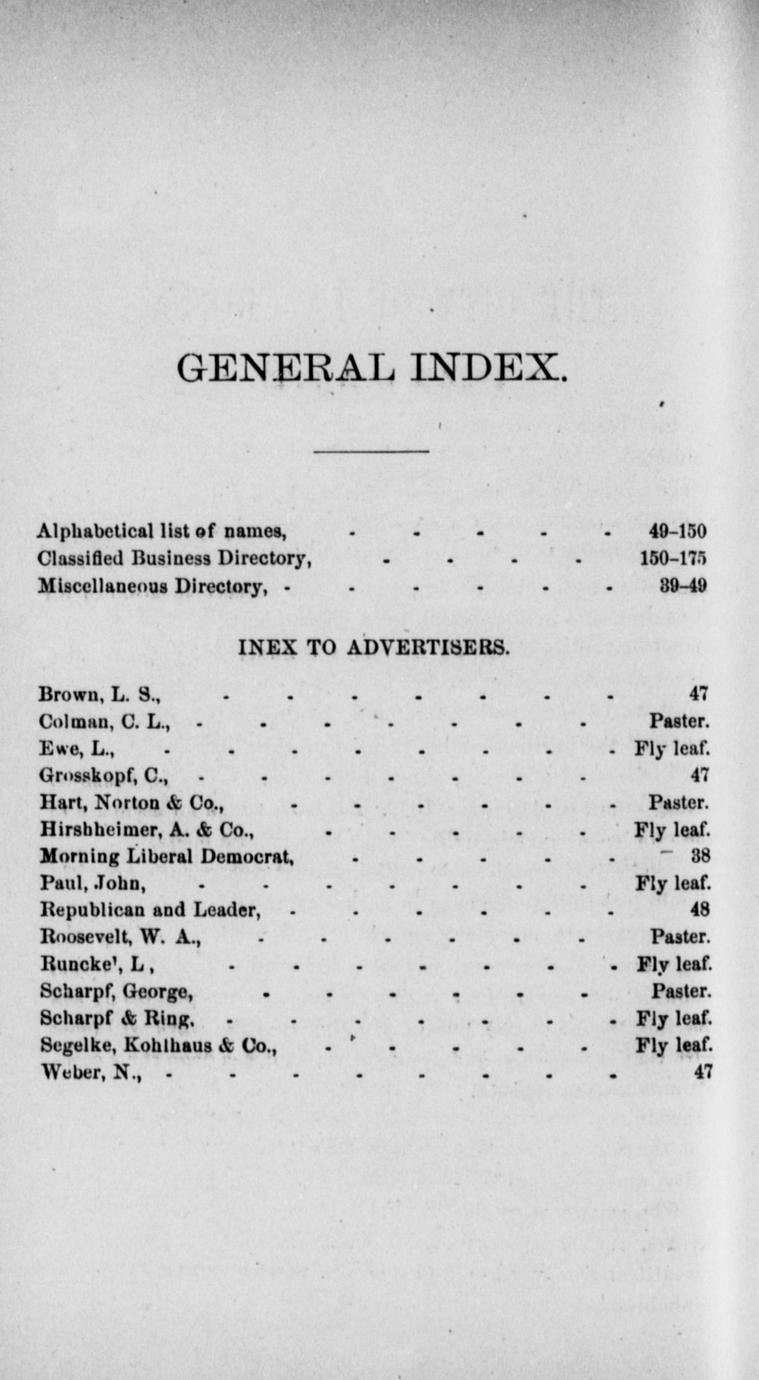 GENERAL INDEX.
Alphabetical list of names, - - - - - 49-150
Classified Business Directory, - - - - 150-175
Miscellaneous Directory, - - - - - - 39-49
INEX TO ADVERTISERS.
Brown, L. S., - - - - - - - 47
Colman, C. L., - - - - - - - Paster.
Ewe, L., - - - - - - - - Fly leaf.
Grosskopf, C., - - - - - - - 47
Hart, Norton & Co., - - - - - - Paster.
Hirshheimer, A. & Co., - - - - - Fly leaf.
Morning Liberal Democrat, - - - - - 38
Paul, John, - - - - - - - Fly leaf.
Republican and Leader, - - - - - - 48
Roosevelt, W. A., - - - - - - Paster.
Runcke', L, - - - - - - - Fly leaf.
Scharpf, George, - - - - - - Paster.
Scharpf & Ring. - - - - - - - Fly leaf.
Segelke, Kohlhaus & Co., - - - - - Fly leaf.
Weber, N., - - - - - - - - 47